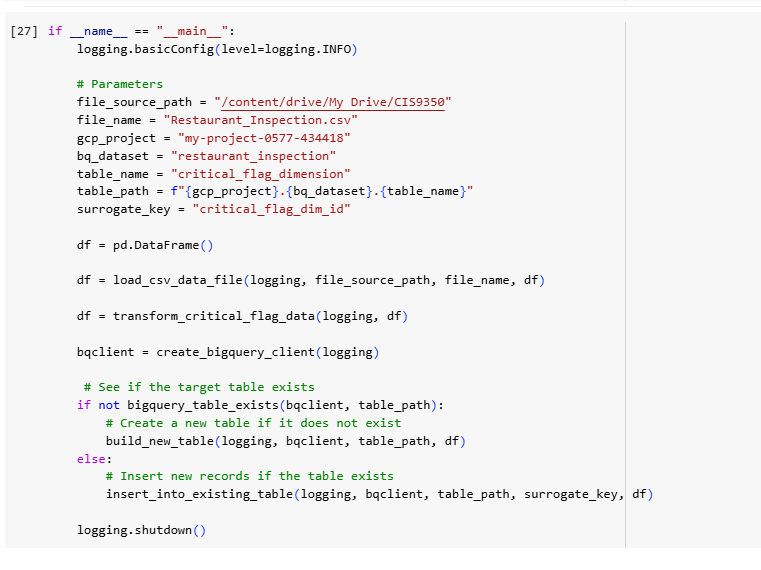 [27] if __name__ == "__main__":
logging.basicConfig(level=logging.INFO)
# Parameters
file_source_path = "/content/drive/My Drive/CIS9350"
file_name = "Restaurant_Inspection.csv"
gcp_project = "my-project-0577-434418"
bq_dataset = "restaurant_inspection"
table_name = "critical_flag_dimension"
table_path = f"{gcp_project}.{bq_dataset}.{table_name}"
surrogate_key = "critical_flag_dim_id"
df = pd.DataFrame()
df = load_csv_data_file(logging, file_source_path, file_name, df)
df = transform_critical_flag_data(logging, df)
bqclient = create_bigquery_client(logging)
# See if the target table exists
if not bigquery_table_exists(bqclient, table_path):
# Create a new table if it does not exist
build_new_table(logging, bqclient, table_path, df)
else:
# Insert new records if the table exists
insert_into_existing_table(logging, bqclient, table_path, surrogate_key, df)
logging.shutdown()